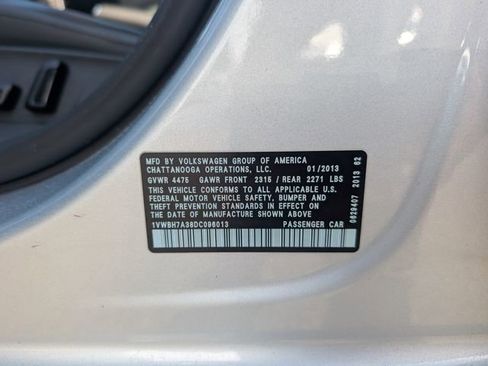 MFD BY VOLKSWAGEN GROUP OF AMERICA
CHATTANOOGA OPERATIONS, LLC. 01/2013
GVWR 4475 GAWR FRONT 2315 / REAR 2271 LBS
THIS VEHICLE CONFORMS TO ALL APPLICABLE U.S.
FEDERAL MOTOR VEHICLE SAFETY, BUMPER AND
THEFT PREVENTION STANDARDS IN EFFECT ON
THE DATE OF MANUFACTURE SHOWN ABOVE.
1VWBH7A38DC096013 PASSENGER CAR
0629407 2013 62